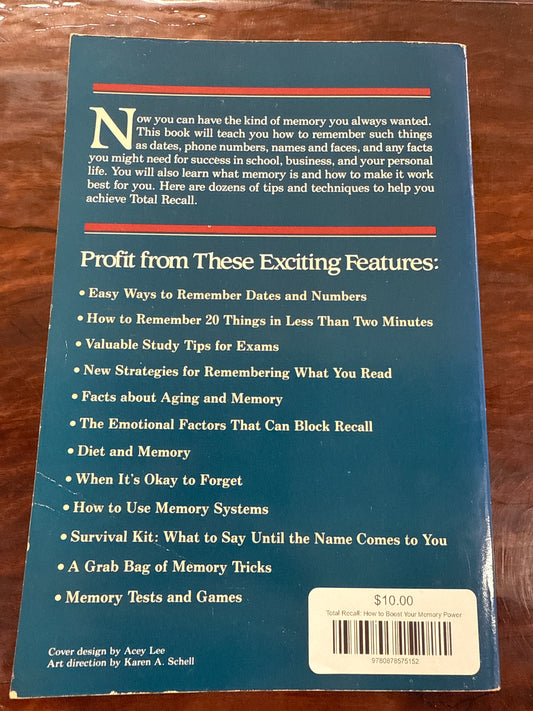 Now you can have the kind of memory you always wanted.
This book will teach you how to remember such things
as dates, phone numbers, names and faces, and any facts
you might need for success in school, business, and your personal
life. You will also learn what memory is and how to make it work
best for you. Here are dozens of tips and techniques to help you
achieve Total Recall.
Profit from These Exciting Features:
• Easy Ways to Remember Dates and Numbers
• How to Remember 20 Things in Less Than Two Minutes
• Valuable Study Tips for Exams
• New Strategies for Remembering What You Read
• Facts about Aging and Memory
• The Emotional Factors That Can Block Recall
• Diet and Memory
• When It's Okay to Forget
• How to Use Memory Systems
• Survival Kit: What to Say Until the Name Comes to You
• A Grab Bag of Memory Tricks
• Memory Tests and Games
$10.00
Total Recall: How to Boost Your Memory Power
9780878575152
Cover design by Acey Lee
Art direction by Karen A. Schell